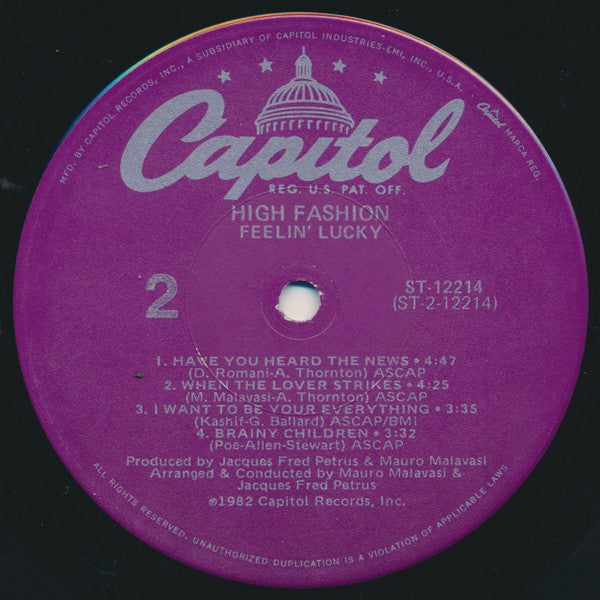 MFD. BY CAPITOL RECORDS, INC., A SUBSIDIARY OF CAPITOL INDUSTRIES-EMI, INC., U.S.A.
Capitol MARCA REG.
Capitol
REG. U.S. PAT. OFF.
HIGH FASHION
FEELIN' LUCKY
2
ST-12214
(ST-2-12214)
1. HAVE YOU HEARD THE NEWS • 4:47
(D. Romani-A. Thornton) ASCAP
2. WHEN THE LOVER STRIKES • 4:25
(M. Malavasi-A. Thornton) ASCAP
3. I WANT TO BE YOUR EVERYTHING • 3:35
(Kashif-G. Ballard) ASCAP/BMI
4. BRAINY CHILDREN • 3:32
(Poe-Allen-Stewart) ASCAP
Produced by Jacques Fred Petrus & Mauro Malavasi
Arranged & Conducted by Mauro Malavasi &
Jacques Fred Petrus
℗1982 Capitol Records, Inc.
ALL RIGHTS RESERVED. UNAUTHORIZED DUPLICATION IS A VIOLATION OF APPLICABLE LAWS